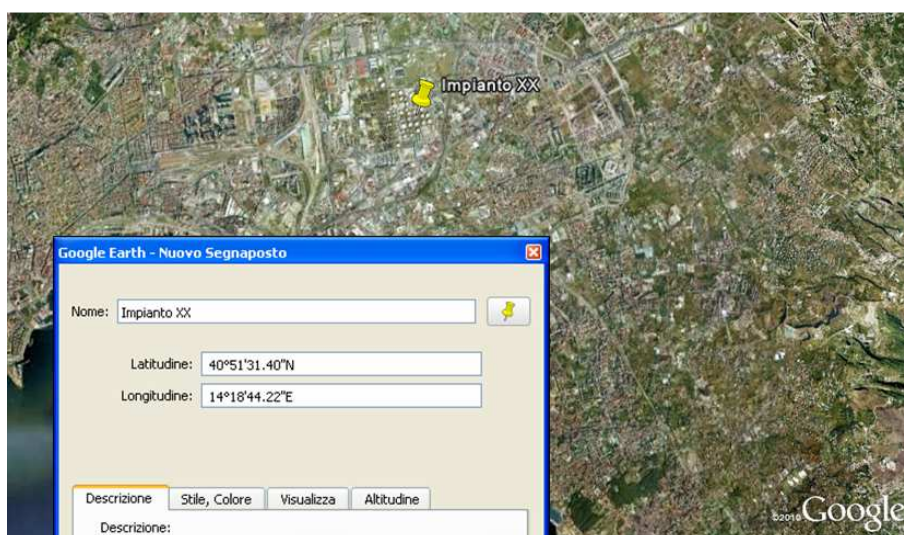 Impianto XX
Google Earth - Nuovo Segnaposto
Nome: Impianto XX
Latitudine: 40°51'31.40"N
Longitudine: 14°18'44.22"E
Descrizione Stile, Colore Visualizza Altitudine
Descrizione:
©2010 Google